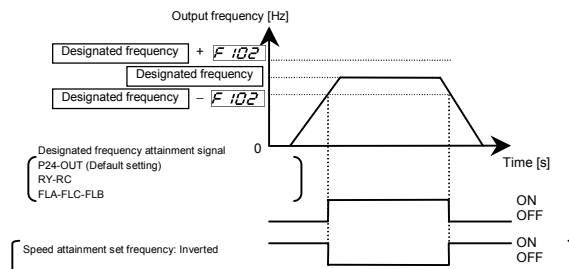 Output frequency [Hz]
Designated frequency + F 102
Designated frequency
Designated frequency – F 102
0
Time [s]
Designated frequency attainment signal
P24-OUT (Default setting)
RY-RC
FLA-FLC-FLB
ON
OFF
Speed attainment set frequency: Inverted
ON
OFF